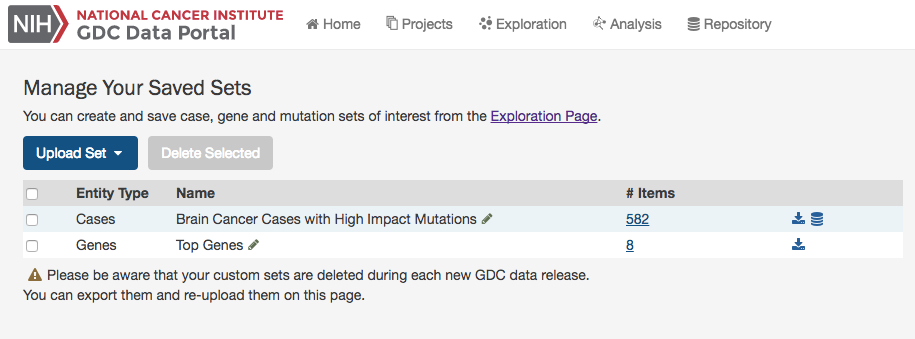 NIH NATIONAL CANCER INSTITUTE
GDC Data Portal
Home Projects Exploration Analysis Repository
Manage Your Saved Sets
You can create and save case, gene and mutation sets of interest from the Exploration Page.
Upload Set Delete Selected
Entity Type Name # Items
Cases Brain Cancer Cases with High Impact Mutations 582
Genes Top Genes 8
Please be aware that your custom sets are deleted during each new GDC data release.
You can export them and re-upload them on this page.